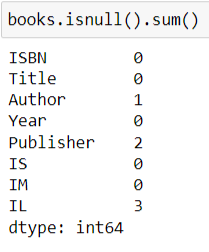 books.isnull().sum()
ISBN 0
Title 0
Author 1
Year 0
Publisher 2
IS 0
IM 0
IL 3
dtype: int64